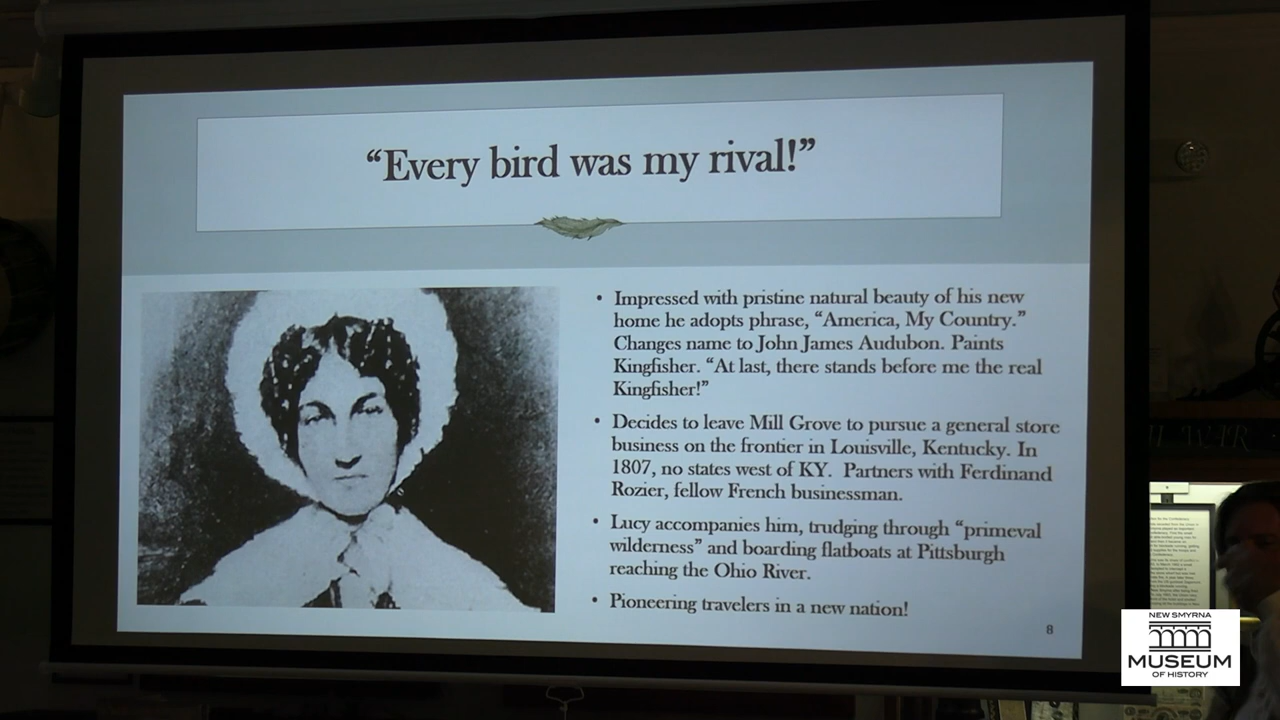 “Every bird was my rival!”
• Impressed with pristine natural beauty of his new
home he adopts phrase, “America, My Country.”
Changes name to John James Audubon. Paints
Kingfisher. “At last, there stands before me the real
Kingfisher!”
• Decides to leave Mill Grove to pursue a general store
business on the frontier in Louisville, Kentucky. In
1807, no states west of KY. Partners with Ferdinand
Rozier, fellow French businessman.
• Lucy accompanies him, trudging through “primeval
wilderness” and boarding flatboats at Pittsburgh
reaching the Ohio River.
• Pioneering travelers in a new nation!
8
WAR
NEW SMYRNA
MUSEUM
OF HISTORY